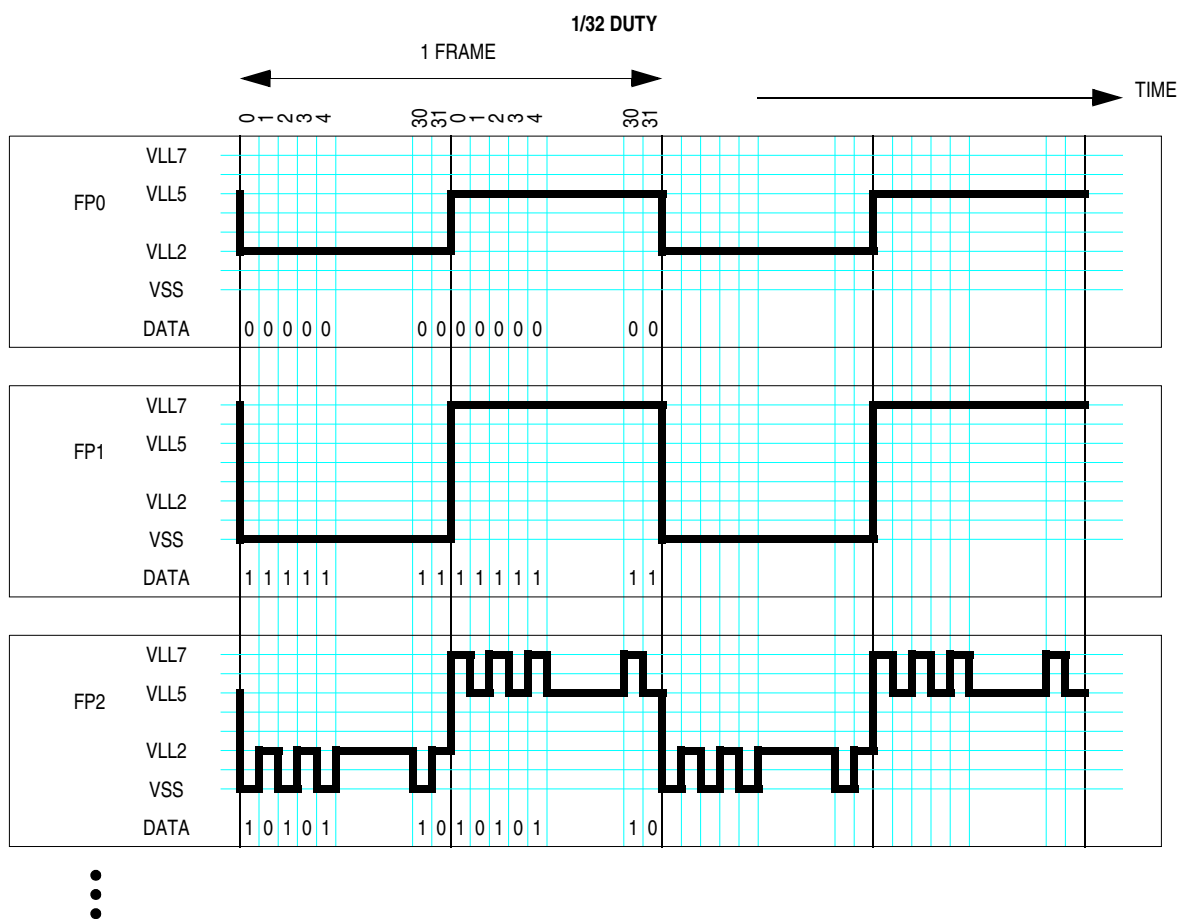 1/32 DUTY
1 FRAME
TIME
0 1 2 3 4 30 31 0 1 2 3 4 30 31
VLL7
FP0
VLL5
VLL2
VSS
DATA 0 0 0 0 0 0 0 0 0 0 0 0 0 0
VLL7
FP1
VLL5
VLL2
VSS
DATA 1 1 1 1 1 1 1 1 1 1 1 1 1 1
VLL7
FP2
VLL5
VLL2
VSS
DATA 1 0 1 0 1 1 0 1 0 1 0 1 1 0